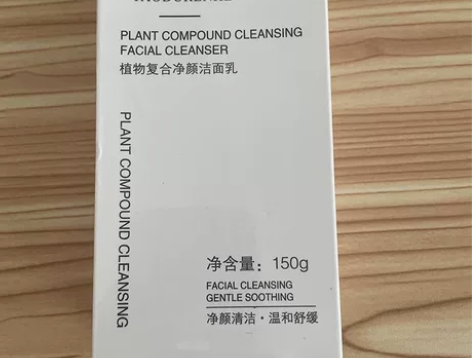 PLANT COMPOUND CLEANSING
FACIAL CLEANSER
植物复合净颜洁面乳
PLANT COMPOUND CLEANSING
净含量：150g
FACIAL CLEANSING
GENTLE SOOTHING
净颜清洁·温和舒缓